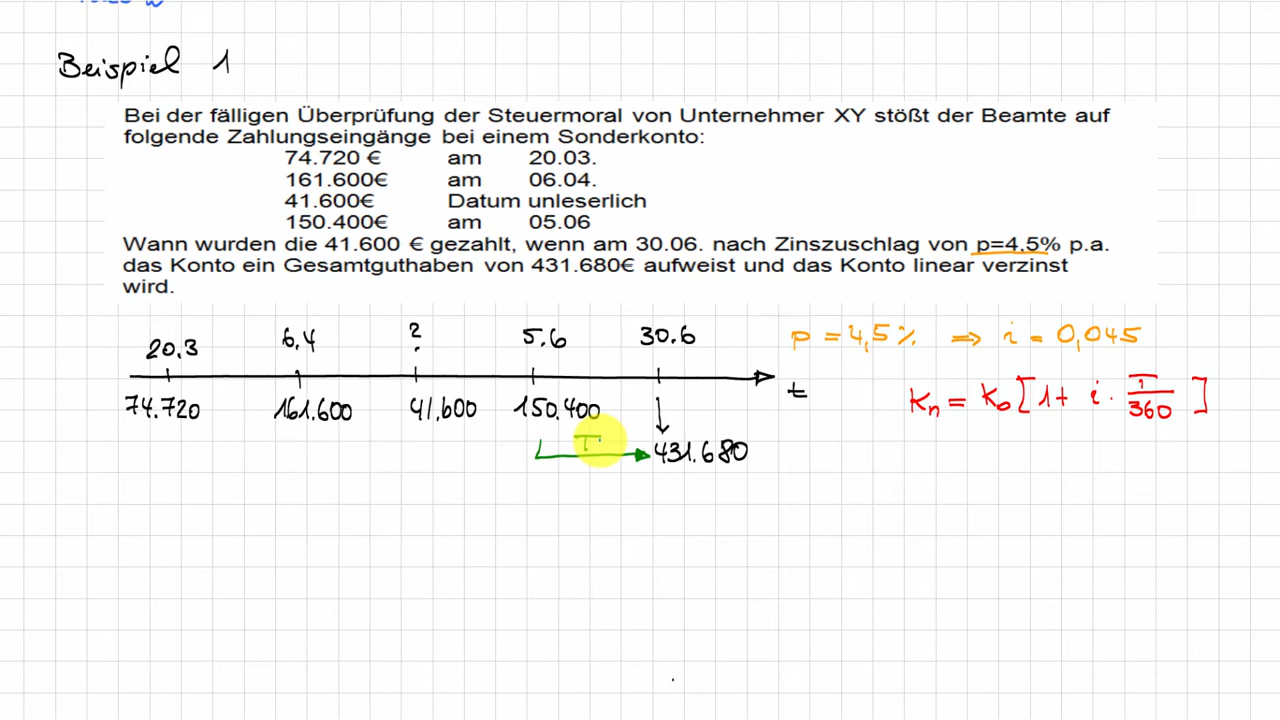 Beispiel 1
Bei der fälligen Überprüfung der Steuermoral von Unternehmer XY stößt der Beamte auf
folgende Zahlungseingänge bei einem Sonderkonto:
74.720 € am 20.03.
161.600€ am 06.04.
41.600€ Datum unleserlich
150.400€ am 05.06
Wann wurden die 41.600 € gezahlt, wenn am 30.06. nach Zinszuschlag von p=4,5% p.a.
das Konto ein Gesamtguthaben von 431.680€ aufweist und das Konto linear verzinst
wird.
20.3 6.4 ? 5.6 30.6 p = 4,5% ⇒ i = 0,045
t
74.720 161.600 41.600 150.400 Kn = K0 [1 + i · T/360]
T 431.680